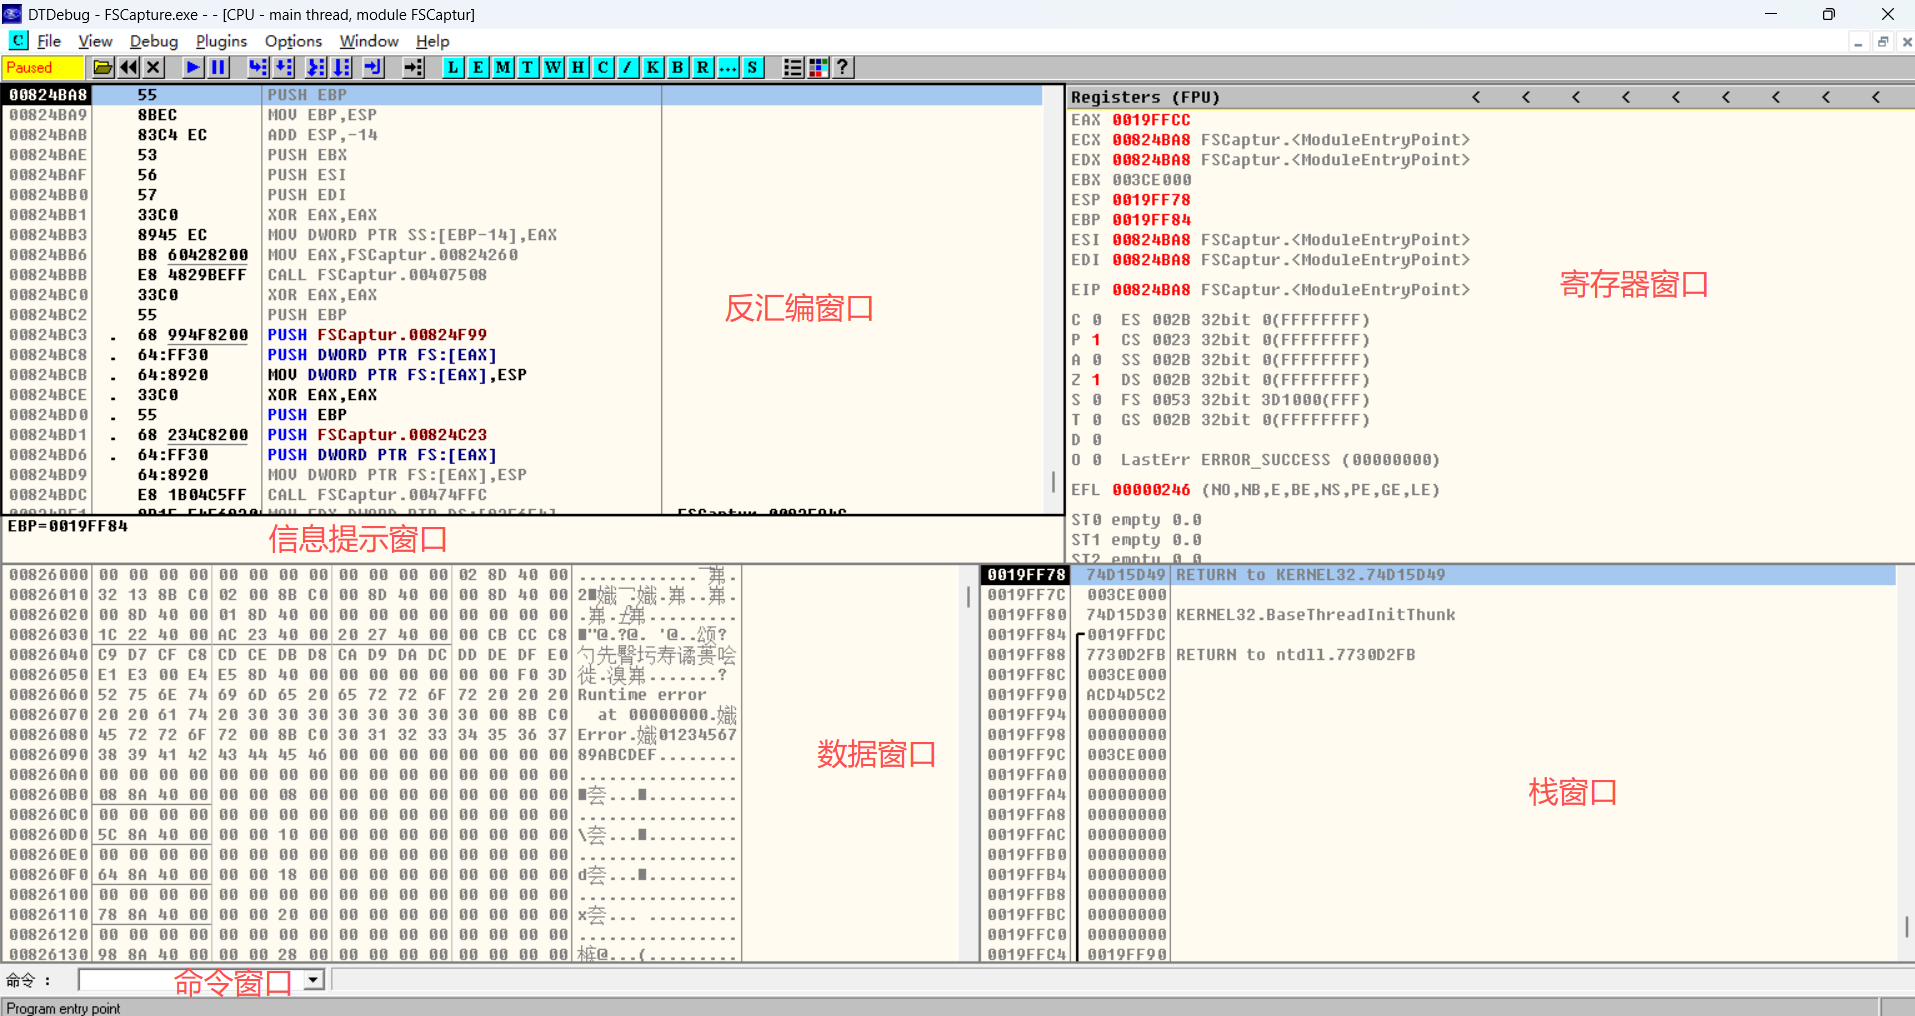 DTDebug - FSCapture.exe - - [CPU - main thread, module FSCaptur]
C File View Debug Plugins Options Window Help
Paused L E M T W H C / K B R ... S ?
00824BA8 55 PUSH EBP
00824BA9 8BEC MOV EBP,ESP
00824BAB 83C4 EC ADD ESP,-14
00824BAE 53 PUSH EBX
00824BAF 56 PUSH ESI
00824BB0 57 PUSH EDI
00824BB1 33C0 XOR EAX,EAX
00824BB3 8945 EC MOV DWORD PTR SS:[EBP-14],EAX
00824BB6 B8 60428200 MOV EAX,FSCaptur.00824260
00824BBB E8 4829BEFF CALL FSCaptur.00407508
00824BC0 33C0 XOR EAX,EAX
00824BC2 55 PUSH EBP
00824BC3 . 68 994F8200 PUSH FSCaptur.00824F99
00824BC8 . 64:FF30 PUSH DWORD PTR FS:[EAX]
00824BCB . 64:8920 MOV DWORD PTR FS:[EAX],ESP
00824BCE . 33C0 XOR EAX,EAX
00824BD0 . 55 PUSH EBP
00824BD1 . 68 234C8200 PUSH FSCaptur.00824C23
00824BD6 . 64:FF30 PUSH DWORD PTR FS:[EAX]
00824BD9 64:8920 MOV DWORD PTR FS:[EAX],ESP
00824BDC E8 1B04C5FF CALL FSCaptur.00474FFC
反汇编窗口
EBP=0019FF84
信息提示窗口
Registers (FPU) < < < < < < < < <
EAX 0019FFCC
ECX 00824BA8 FSCaptur.<ModuleEntryPoint>
EDX 00824BA8 FSCaptur.<ModuleEntryPoint>
EBX 003CE000
ESP 0019FF78
EBP 0019FF84
ESI 00824BA8 FSCaptur.<ModuleEntryPoint>
EDI 00824BA8 FSCaptur.<ModuleEntryPoint>
EIP 00824BA8 FSCaptur.<ModuleEntryPoint>
寄存器窗口
C 0 ES 002B 32bit 0(FFFFFFFF)
P 1 CS 0023 32bit 0(FFFFFFFF)
A 0 SS 002B 32bit 0(FFFFFFFF)
Z 1 DS 002B 32bit 0(FFFFFFFF)
S 0 FS 0053 32bit 3D1000(FFF)
T 0 GS 002B 32bit 0(FFFFFFFF)
D 0
O 0 LastErr ERROR_SUCCESS (00000000)
EFL 00000246 (NO,NB,E,BE,NS,PE,GE,LE)
ST0 empty 0.0
ST1 empty 0.0
ST2 empty 0.0
00826000 00 00 00 00 00 00 00 00 00 00 00 00 02 8D 40 00
00826010 32 13 8B C0 02 00 8B C0 00 8D 40 00 00 8D 40 00
00826020 00 8D 40 00 01 8D 40 00 00 00 00 00 00 00 00 00
00826030 1C 22 40 00 AC 23 40 00 20 27 40 00 00 CB CC C8
00826040 C9 D7 CF C8 CD CE DB D8 CA D9 DA DC DD DE DF E0
00826050 E1 E3 00 E4 E5 8D 40 00 00 00 00 00 00 00 F0 3D
00826060 52 75 6E 74 69 6D 65 20 65 72 72 6F 72 20 20 20 Runtime error
00826070 20 20 61 74 20 30 30 30 30 30 30 30 30 00 8B C0 at 00000000.
00826080 45 72 72 6F 72 00 8B C0 30 31 32 33 34 35 36 37 Error.01234567
00826090 38 39 41 42 43 44 45 46 00 00 00 00 00 00 00 00 89ABCDEF........
008260A0 00 00 00 00 00 00 00 00 00 00 00 00 00 00 00 00 ................
008260B0 08 8A 40 00 00 00 08 00 00 00 00 00 00 00 00 00
008260C0 00 00 00 00 00 00 00 00 00 00 00 00 00 00 00 00 ................
008260D0 5C 8A 40 00 00 00 10 00 00 00 00 00 00 00 00 00
008260E0 00 00 00 00 00 00 00 00 00 00 00 00 00 00 00 00 ................
008260F0 64 8A 40 00 00 00 18 00 00 00 00 00 00 00 00 00
00826100 00 00 00 00 00 00 00 00 00 00 00 00 00 00 00 00 ................
00826110 78 8A 40 00 00 00 20 00 00 00 00 00 00 00 00 00
00826120 00 00 00 00 00 00 00 00 00 00 00 00 00 00 00 00 ................
00826130 98 8A 40 00 00 00 28 00 00 00 00 00 00 00 00 00
数据窗口
0019FF78 74D15D49 RETURN to KERNEL32.74D15D49
0019FF7C 003CE000
0019FF80 74D15D30 KERNEL32.BaseThreadInitThunk
0019FF84 0019FFDC
0019FF88 7730D2FB RETURN to ntdll.7730D2FB
0019FF8C 003CE000
0019FF90 ACD4D5C2
0019FF94 00000000
0019FF98 00000000
0019FF9C 003CE000
0019FFA0 00000000
0019FFA4 00000000
0019FFA8 00000000
0019FFAC 00000000
0019FFB0 00000000
0019FFB4 00000000
0019FFB8 00000000
0019FFBC 00000000
0019FFC0 00000000
0019FFC4 0019FF90
栈窗口
命令 :
命令窗口
Program entry point